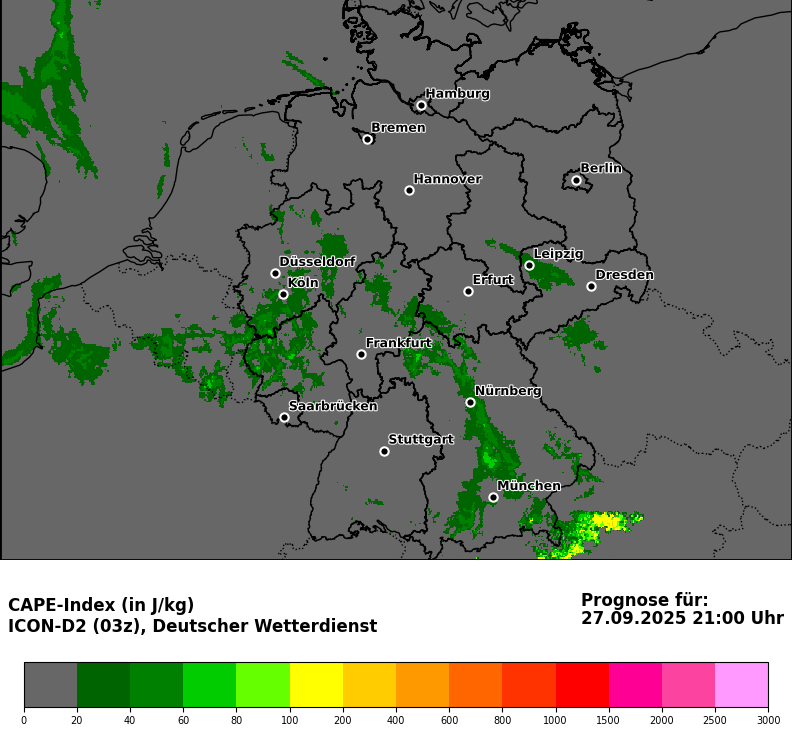 Hamburg
Bremen
Berlin
Hannover
Leipzig
Düsseldorf
Dresden
Köln
Erfurt
Frankfurt
Nürnberg
Saarbrücken
Stuttgart
München
CAPE-Index (in J/kg)
ICON-D2 (03z), Deutscher Wetterdienst
Prognose für:
27.09.2025 21:00 Uhr
0 20 40 60 80 100 200 400 600 800 1000 1500 2000 2500 3000